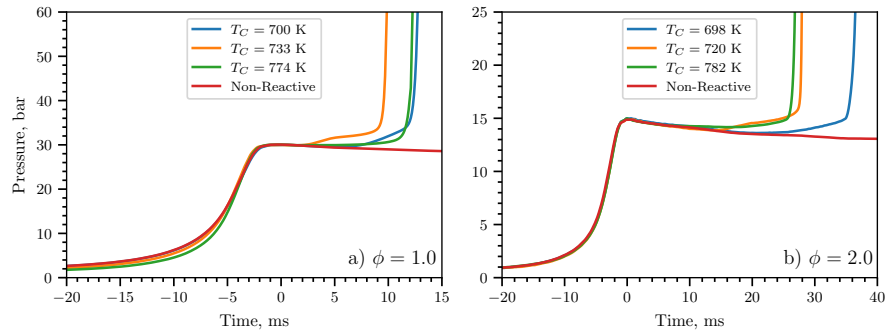 Pressure, bar
60
50
40
30
20
10
0
T_C = 700 K
T_C = 733 K
T_C = 774 K
Non-Reactive
a) ϕ = 1.0
−20 −15 −10 −5 0 5 10 15
Time, ms
25
20
15
10
5
0
T_C = 698 K
T_C = 720 K
T_C = 782 K
Non-Reactive
b) ϕ = 2.0
−20 −10 0 10 20 30 40
Time, ms